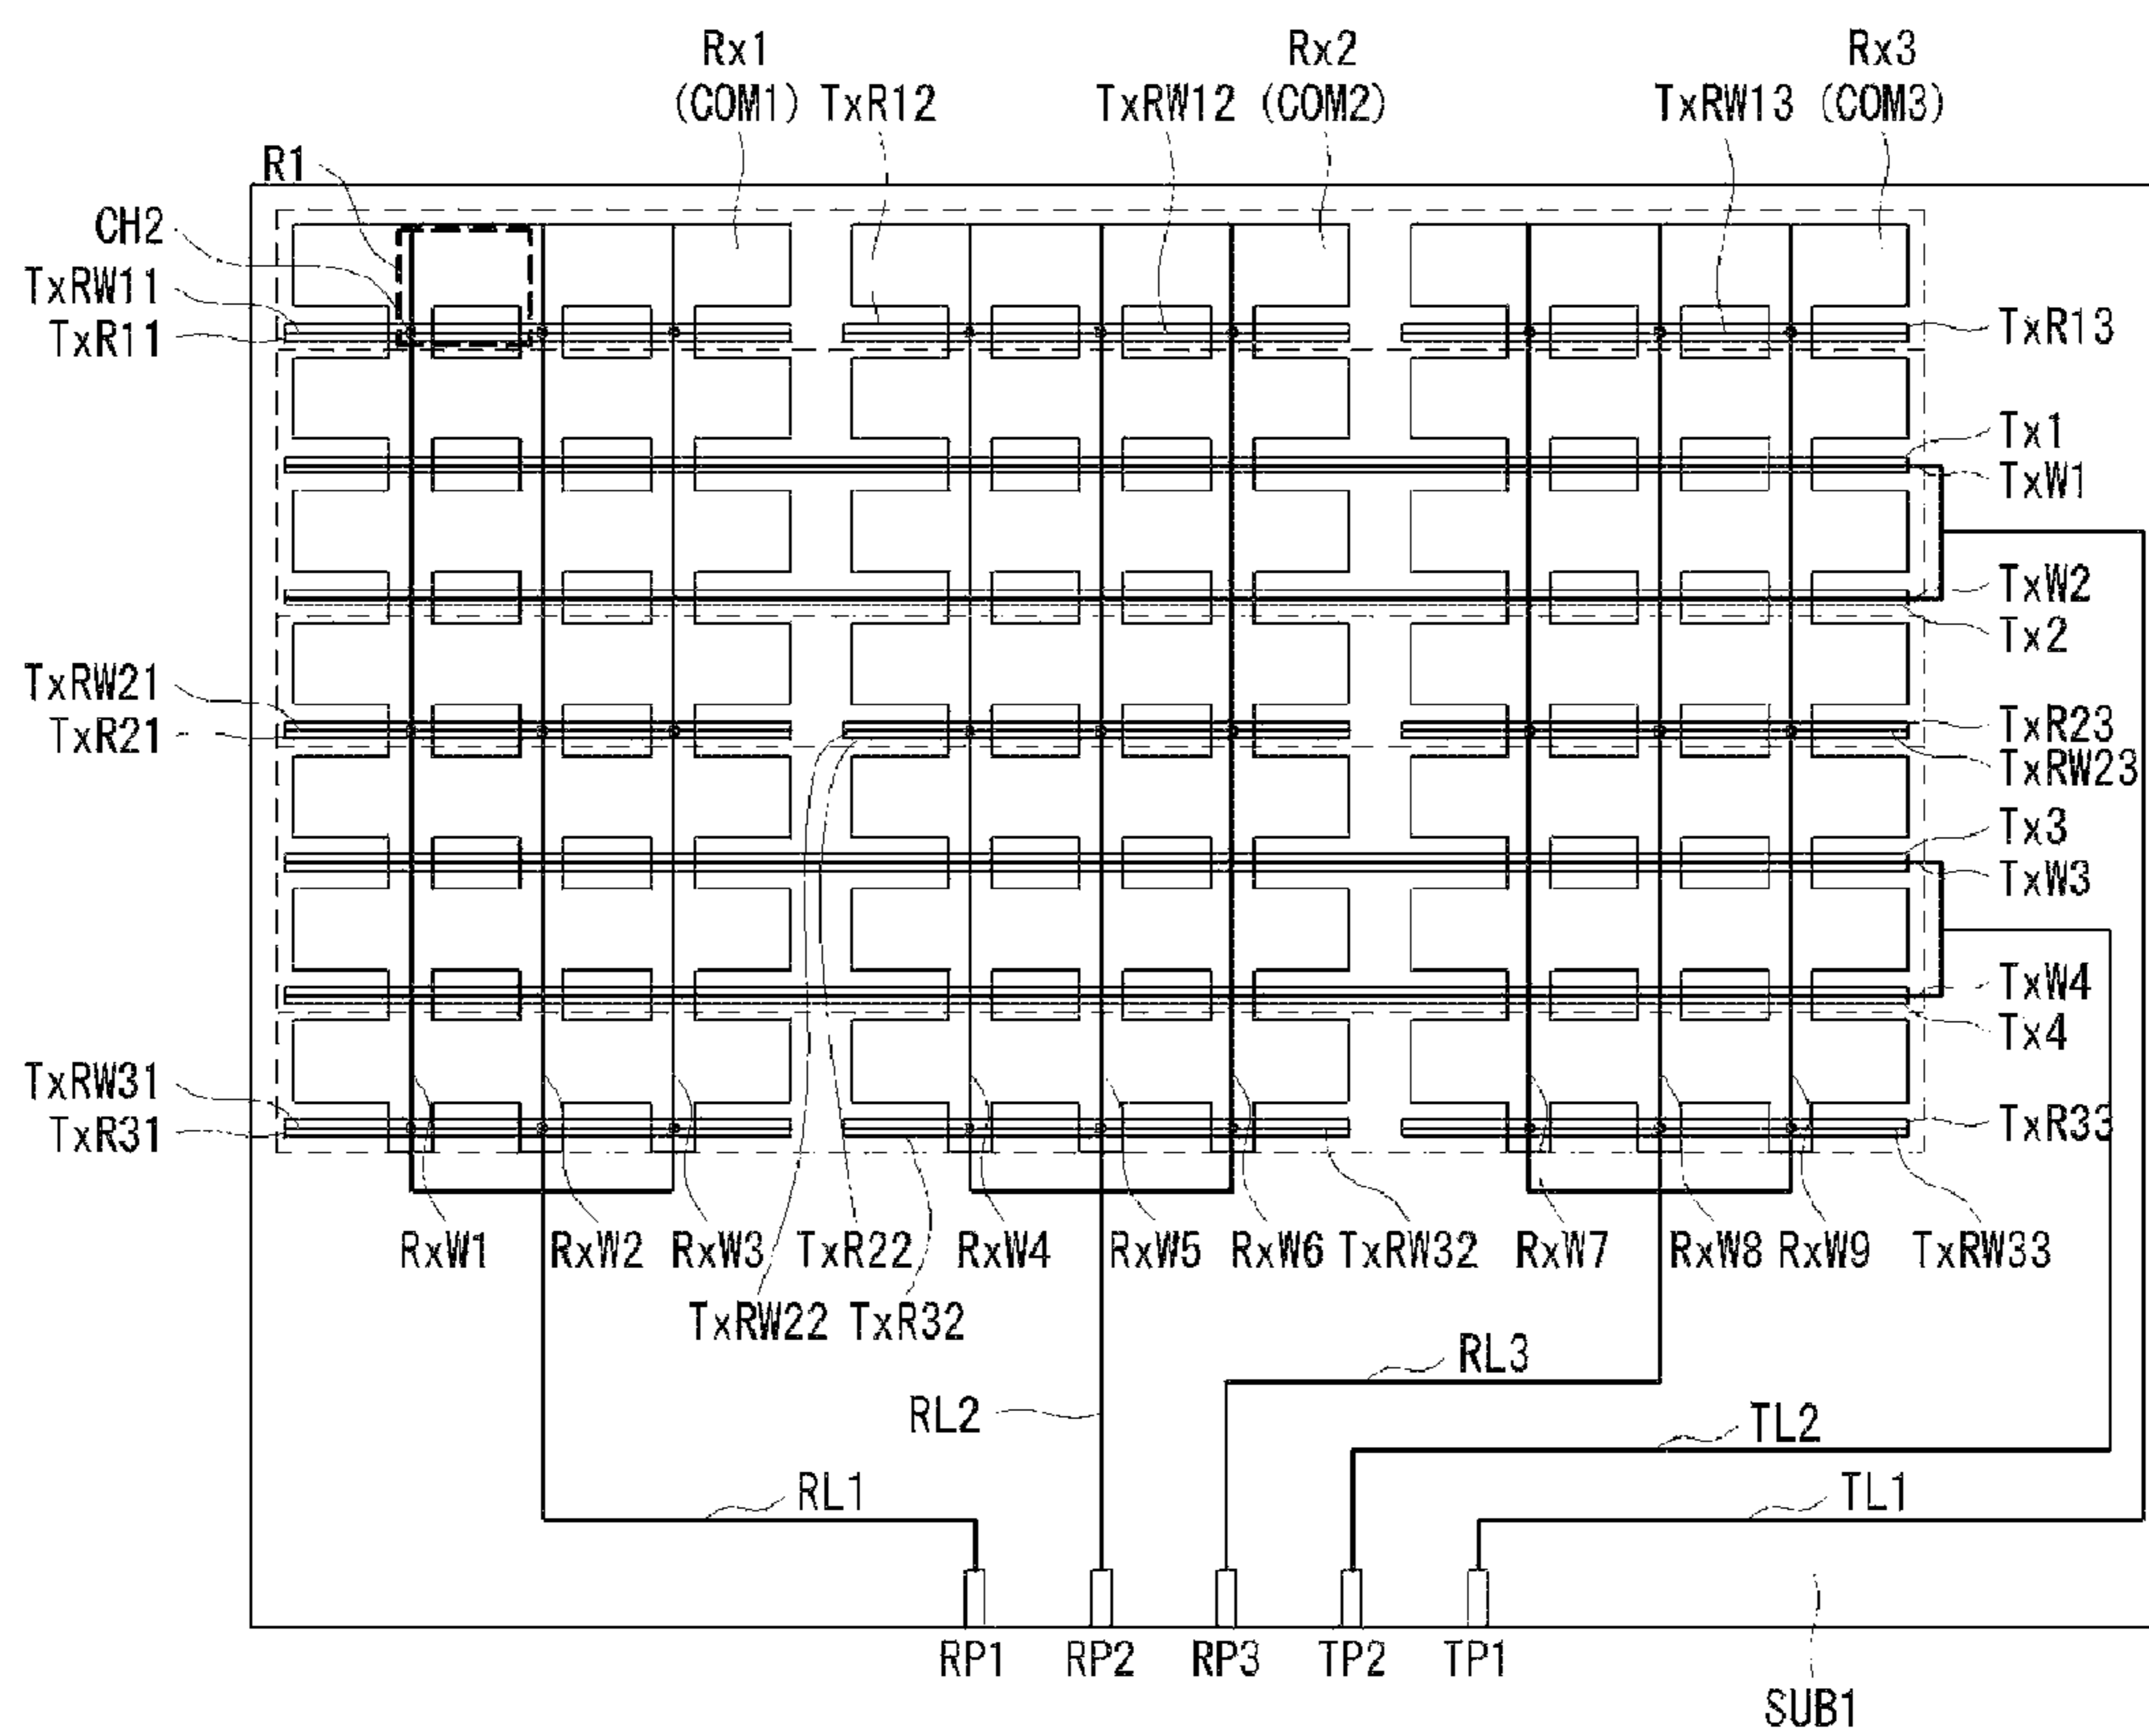 Rx1 Rx2 Rx3
(COM1) TxR12 TxRW12 (COM2) TxRW13 (COM3)
R1
CH2
TxRW11
TxR11 TxR13
Tx1
TxW1
TxW2
Tx2
TxRW21
TxR21 TxR23
TxRW23
Tx3
TxW3
TxW4
Tx4
TxRW31
TxR31 TxR33
RxW1 RxW2 RxW3 TxR22 RxW4 RxW5 RxW6 TxRW32 RxW7 RxW8 RxW9 TxRW33
TxRW22 TxR32
RL3
RL2 TL2
RL1 TL1
RP1 RP2 RP3 TP2 TP1
SUB1